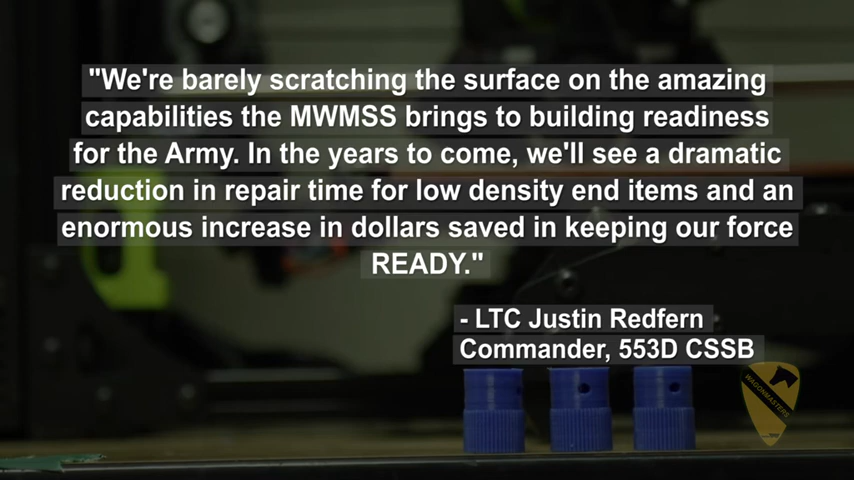 "We're barely scratching the surface on the amazing
capabilities the MWMSS brings to building readiness
for the Army. In the years to come, we'll see a dramatic
reduction in repair time for low density end items and an
enormous increase in dollars saved in keeping our force
READY."
- LTC Justin Redfern
Commander, 553D CSSB
WAGONMASTERS